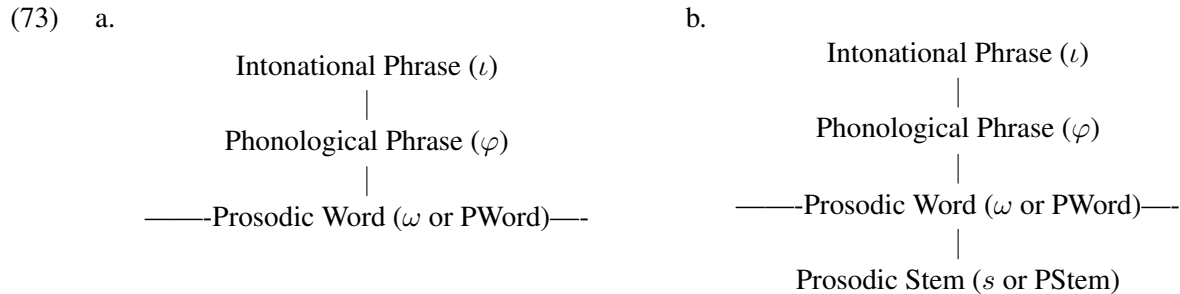 (73) a. b.
Intonational Phrase (ι)
Phonological Phrase (φ)
——-Prosodic Word (ω or PWord)—-
Intonational Phrase (ι)
Phonological Phrase (φ)
——-Prosodic Word (ω or PWord)—-
Prosodic Stem (s or PStem)